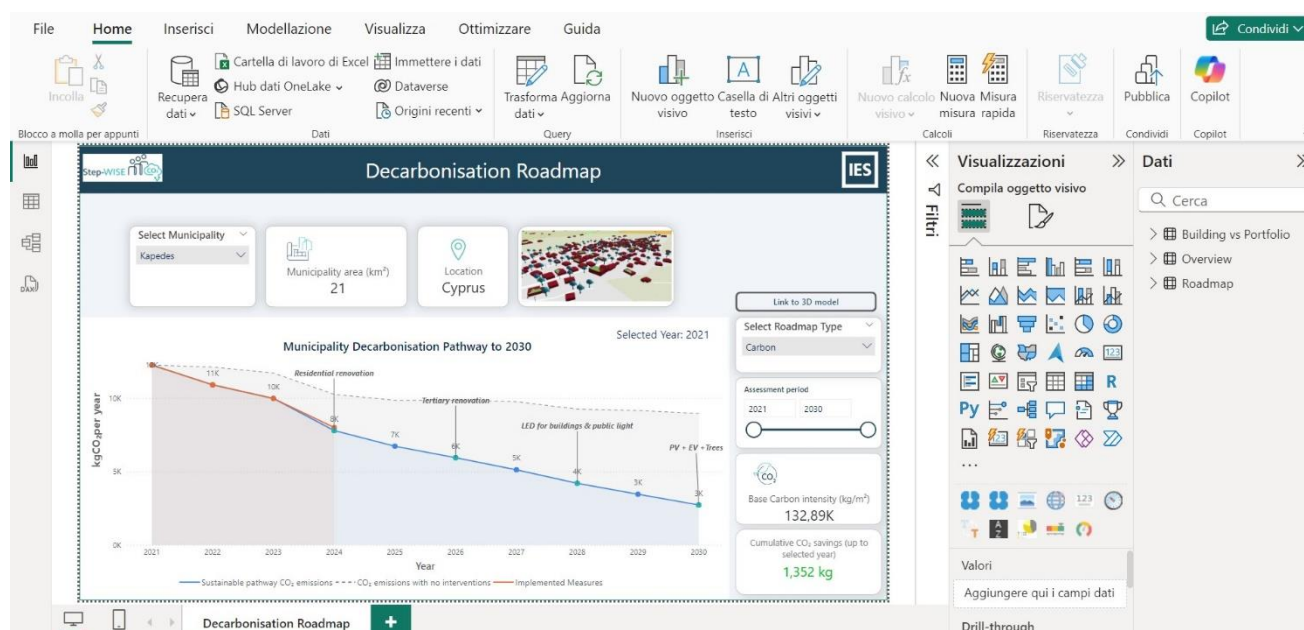 File Home Inserisci Modellazione Visualizza Ottimizzare Guida Condividi
Incolla
Recupera dati
Cartella di lavoro di Excel
Hub dati OneLake
SQL Server
Immettere i dati
Dataverse
Origini recenti
Trasforma dati
Aggiorna
Nuovo oggetto visivo
Casella di testo
Altri oggetti visivi
Nuovo calcolo visivo
Nuova misura
Misura rapida
Riservatezza
Pubblica
Copilot
Blocco a molla per appunti Dati Query Inserisci Calcoli Riservatezza Condividi Copilot
Step-WISE
Decarbonisation Roadmap
IES
Select Municipality
Kapedes
Municipality area (km²)
21
Location
Cyprus
Link to 3D model
Selected Year: 2021
Municipality Decarbonisation Pathway to 2030
kgCO₂per year
10K
5K
0K
11K
10K
8K
7K
6K
5K
4K
3K
3K
Residential renovation
Tertiary renovation
LED for buildings & public light
PV + EV + Trees
2021 2022 2023 2024 2025 2026 2027 2028 2029 2030
Year
Sustainable pathway CO₂ emissions CO₂ emissions with no interventions Implemented Measures
Select Roadmap Type
Carbon
Assessment period
2021 2030
CO₂
Base Carbon intensity (kg/m²)
132,89K
Cumulative CO₂ savings (up to
selected year)
1,352 kg
Filtri
Visualizzazioni
Compila oggetto visivo
123
R
Py
...
123
Valori
Aggiungere qui i campi dati
Drill-through
Dati
Cerca
Building vs Portfolio
Overview
Roadmap
DAX
Decarbonisation Roadmap +